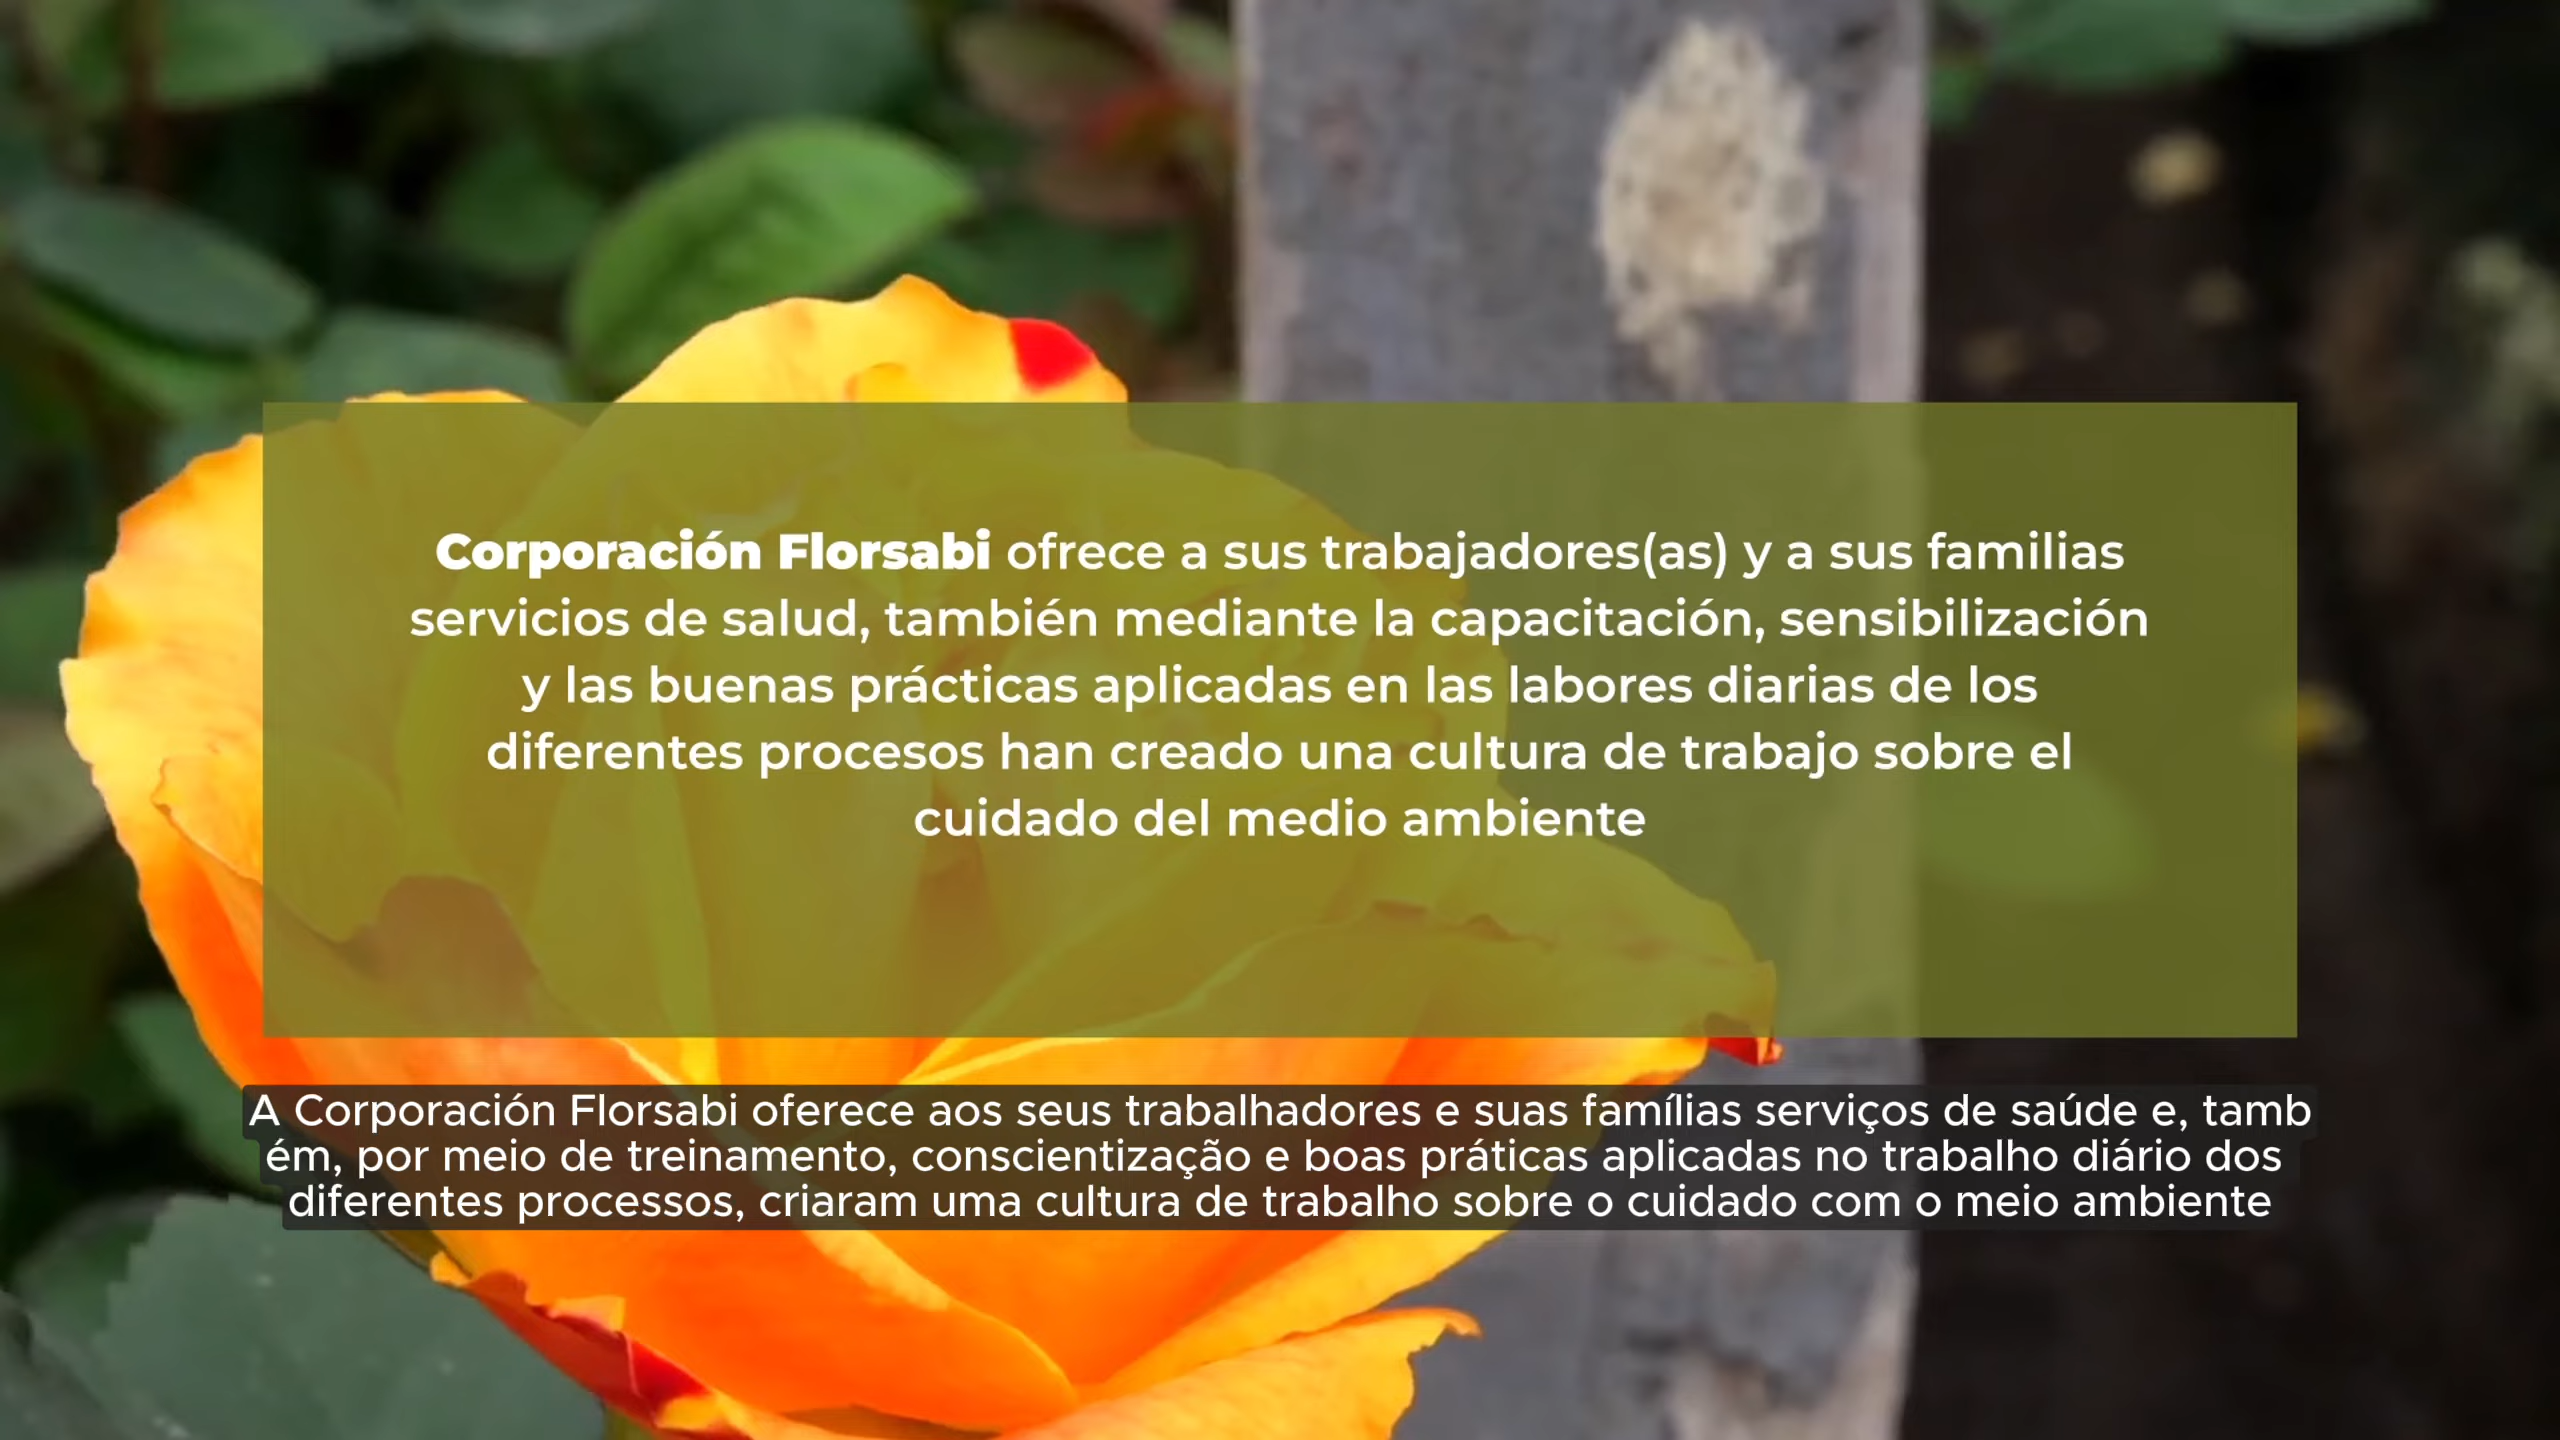 Corporación Florsabi ofrece a sus trabajadores(as) y a sus familias
servicios de salud, también mediante la capacitación, sensibilización
y las buenas prácticas aplicadas en las labores diarias de los
diferentes procesos han creado una cultura de trabajo sobre el
cuidado del medio ambiente
A Corporación Florsabi oferece aos seus trabalhadores e suas famílias serviços de saúde e, tamb
ém, por meio de treinamento, conscientização e boas práticas aplicadas no trabalho diário dos
diferentes processos, criaram uma cultura de trabalho sobre o cuidado com o meio ambiente